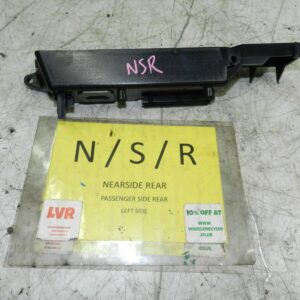 NSR
N/S/R
NEARSIDE REAR
PASSENGER SIDE REAR
LEFT SIDE
LVR
10% OFF AT